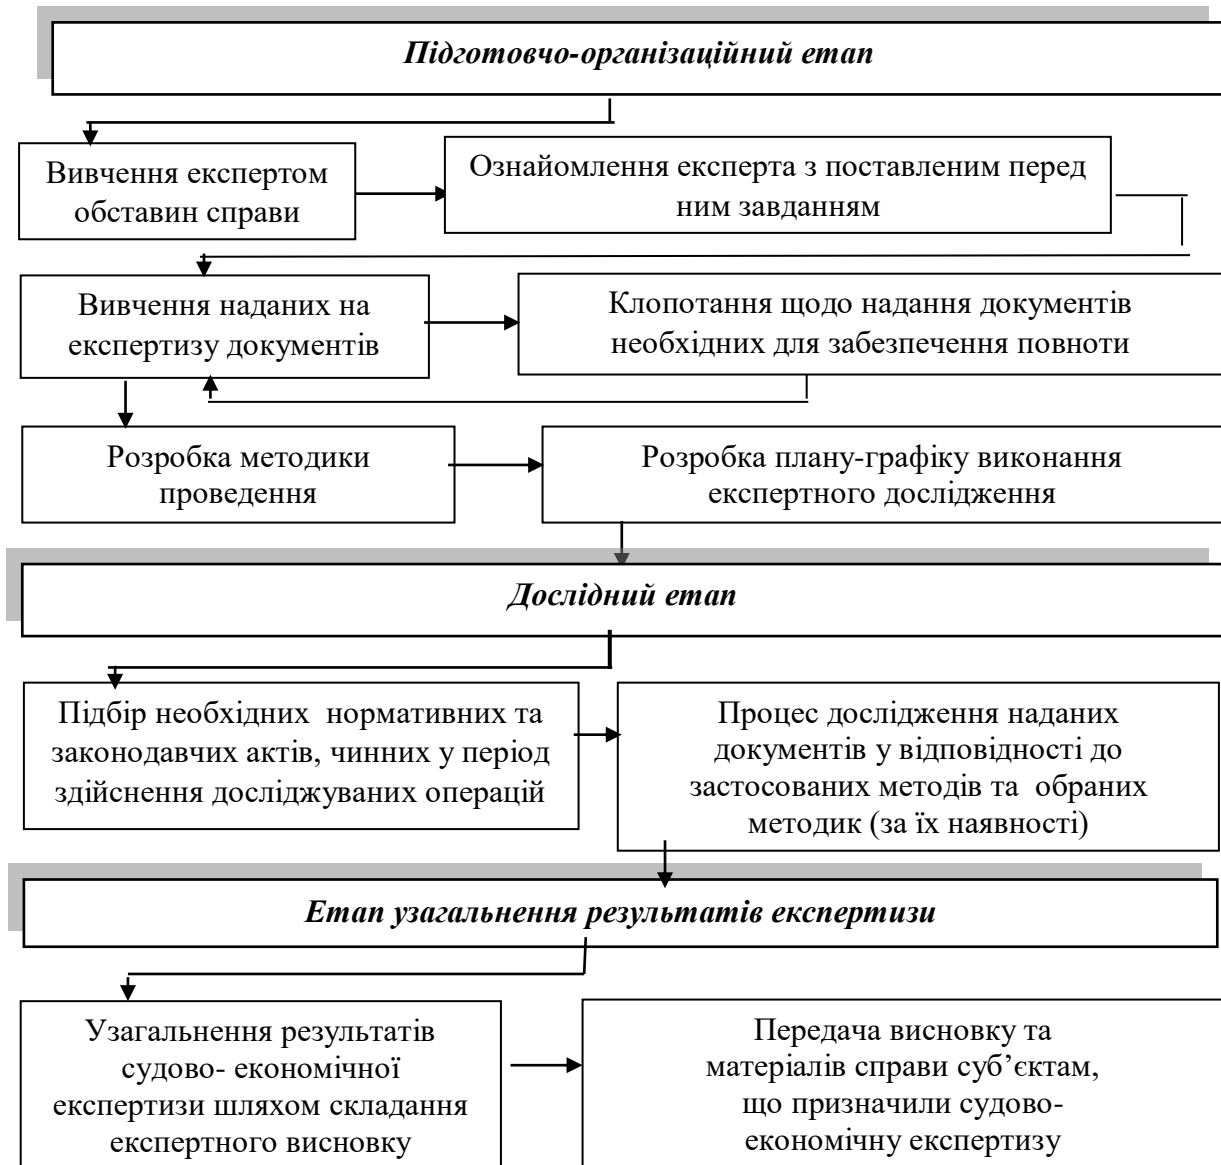 Підготовчо-організаційний етап
Вивчення експертом
обставин справи
Ознайомлення експерта з поставленим перед
ним завданням
Вивчення наданих на
експертизу документів
Клопотання щодо надання документів
необхідних для забезпечення повноти
Розробка методики
проведення
Розробка плану-графіку виконання
експертного дослідження
Дослідний етап
Підбір необхідних  нормативних та
законодавчих актів, чинних у період
здійснення досліджуваних операцій
Процес дослідження наданих
документів у відповідності до
застосованих методів та  обраних
методик (за їх наявності)
Етап узагальнення результатів експертизи
Узагальнення результатів
судово- економічної
експертизи шляхом складання
експертного висновку
Передача висновку та
матеріалів справи суб’єктам,
що призначили судово-
економічну експертизу